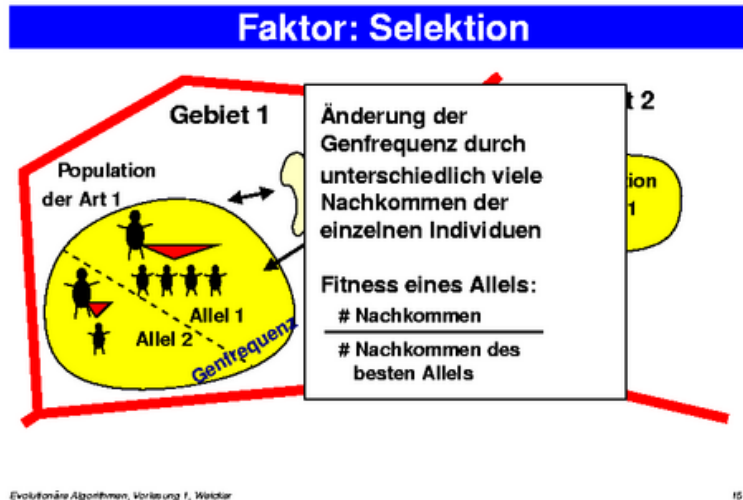 Faktor: Selektion
Gebiet 1
t 2
Population
der Art 1
tion
1
Allel 1
Allel 2
Genfrequenz
Änderung der
Genfrequenz durch
unterschiedlich viele
Nachkommen der
einzelnen Individuen
Fitness eines Allels:
# Nachkommen
# Nachkommen des
besten Allels
Evolutionäre Algorithmen, Vorlesung 1, Weicker
15